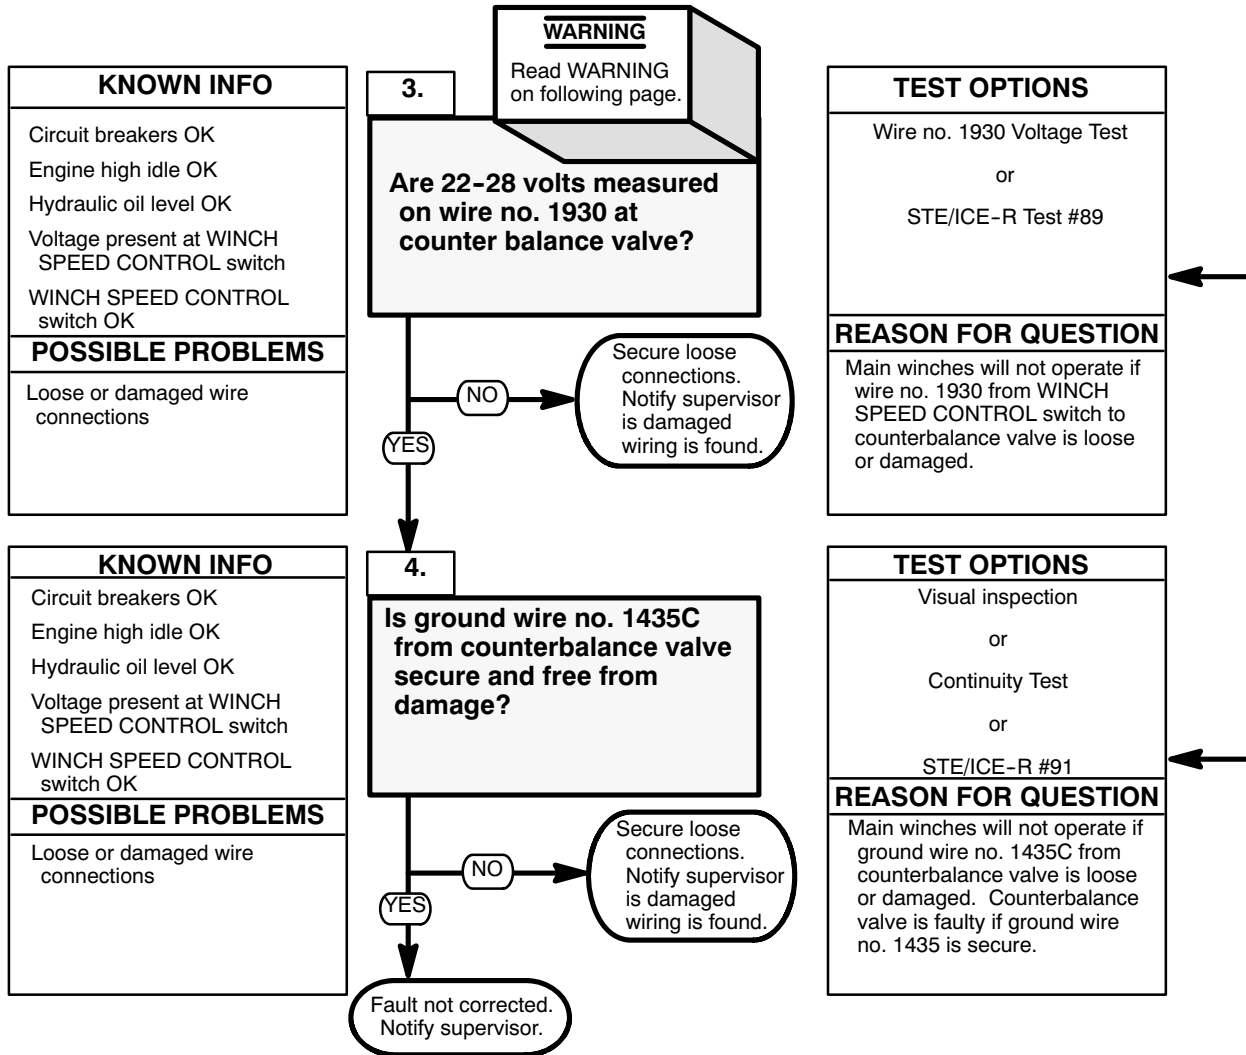 WARNING
Read WARNING
on following page.
KNOWN INFO
Circuit breakers OK
Engine high idle OK
Hydraulic oil level OK
Voltage present at WINCH
SPEED CONTROL switch
WINCH SPEED CONTROL
switch OK
POSSIBLE PROBLEMS
Loose or damaged wire
connections
3.
Are 22-28 volts measured
on wire no. 1930 at
counter balance valve?
NO
Secure loose
connections.
Notify supervisor
is damaged
wiring is found.
YES
TEST OPTIONS
Wire no. 1930 Voltage Test
or
STE/ICE-R Test #89
REASON FOR QUESTION
Main winches will not operate if
wire no. 1930 from WINCH
SPEED CONTROL switch to
counterbalance valve is loose
or damaged.
KNOWN INFO
Circuit breakers OK
Engine high idle OK
Hydraulic oil level OK
Voltage present at WINCH
SPEED CONTROL switch
WINCH SPEED CONTROL
switch OK
POSSIBLE PROBLEMS
Loose or damaged wire
connections
4.
Is ground wire no. 1435C
from counterbalance valve
secure and free from
damage?
NO
Secure loose
connections.
Notify supervisor
is damaged
wiring is found.
YES
Fault not corrected.
Notify supervisor.
TEST OPTIONS
Visual inspection
or
Continuity Test
or
STE/ICE-R #91
REASON FOR QUESTION
Main winches will not operate if
ground wire no. 1435C from
counterbalance valve is loose
or damaged. Counterbalance
valve is faulty if ground wire
no. 1435 is secure.